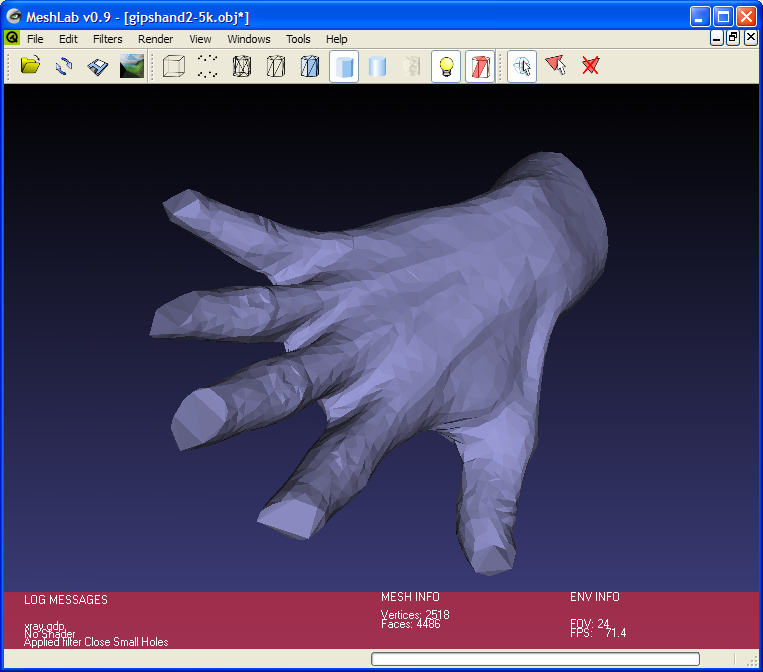 MeshLab v0.9 - [gipshand2-5k.obj*]
File Edit Filters Render View Windows Tools Help
LOG MESSAGES
xray.gdp,
No Shader
Applied filter Close Small Holes
MESH INFO
Vertices: 2518
Faces: 4486
ENV INFO
FOV: 24
FPS: 71.4